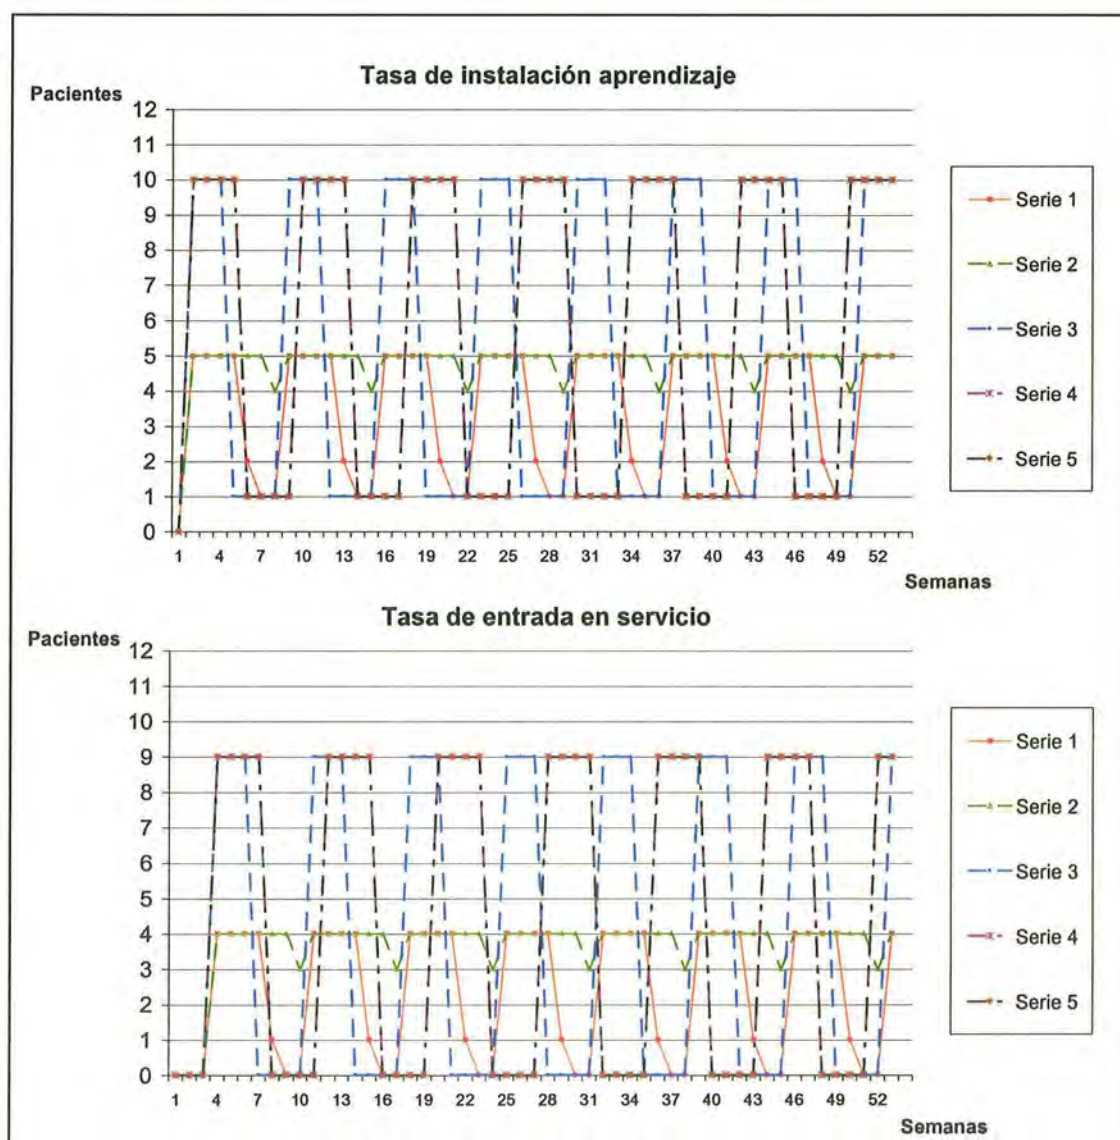 Tasa de instalación aprendizaje
Pacientes
12
11
10
9
8
7
6
5
4
3
2
1
0
1 4 7 10 13 16 19 22 25 28 31 34 37 40 43 46 49 52
Semanas
Serie 1
Serie 2
Serie 3
Serie 4
Serie 5
Tasa de entrada en servicio
Pacientes
12
11
10
9
8
7
6
5
4
3
2
1
0
1 4 7 10 13 16 19 22 25 28 31 34 37 40 43 46 49 52
Semanas
Serie 1
Serie 2
Serie 3
Serie 4
Serie 5